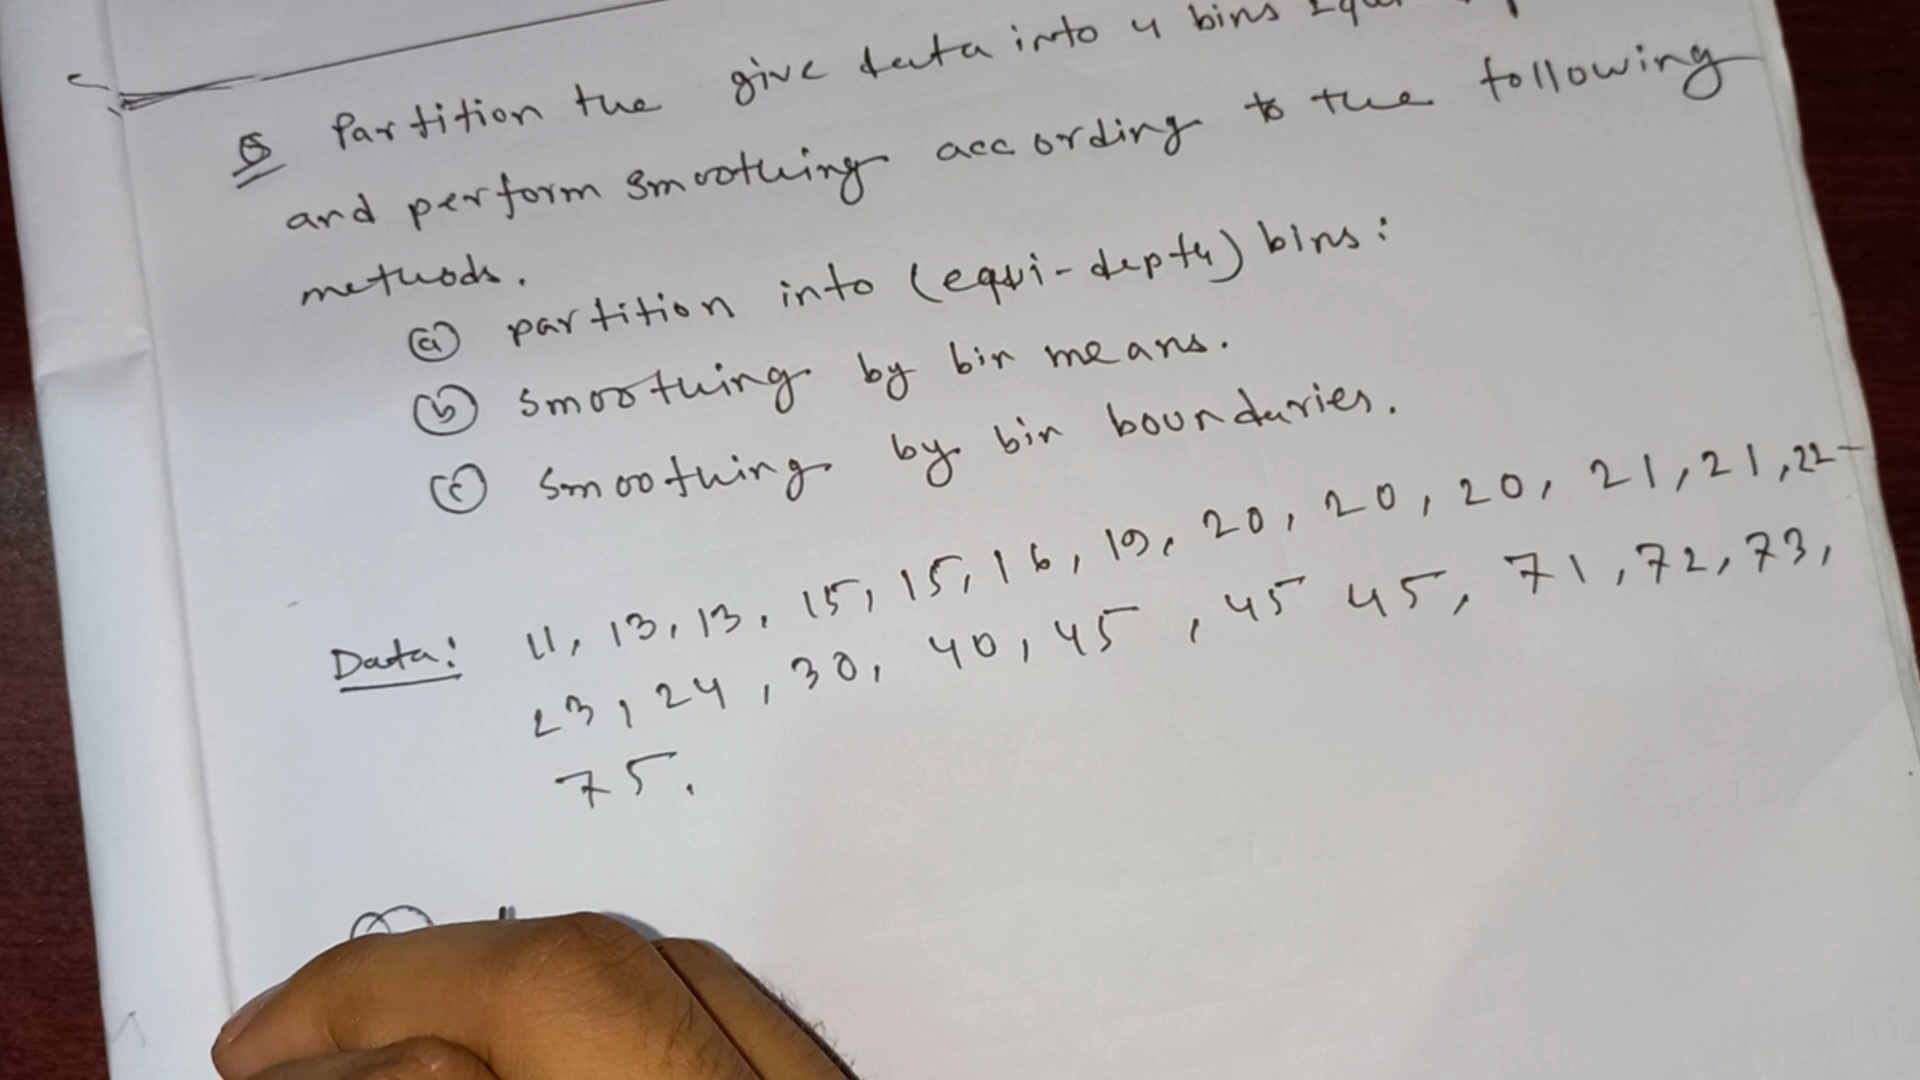 Q Partition the give data into 4 bins
and perform smoothing according to the following
methods.
(a) partition into (equi-depth) bins:
(b) smoothing by bin means.
(c) smoothing by bin boundaries.
Data: 11, 13, 13, 15, 15, 16, 19, 20, 20, 20, 21, 21, 22
23, 24, 30, 40, 45, 45 45, 71, 72, 73,
75.